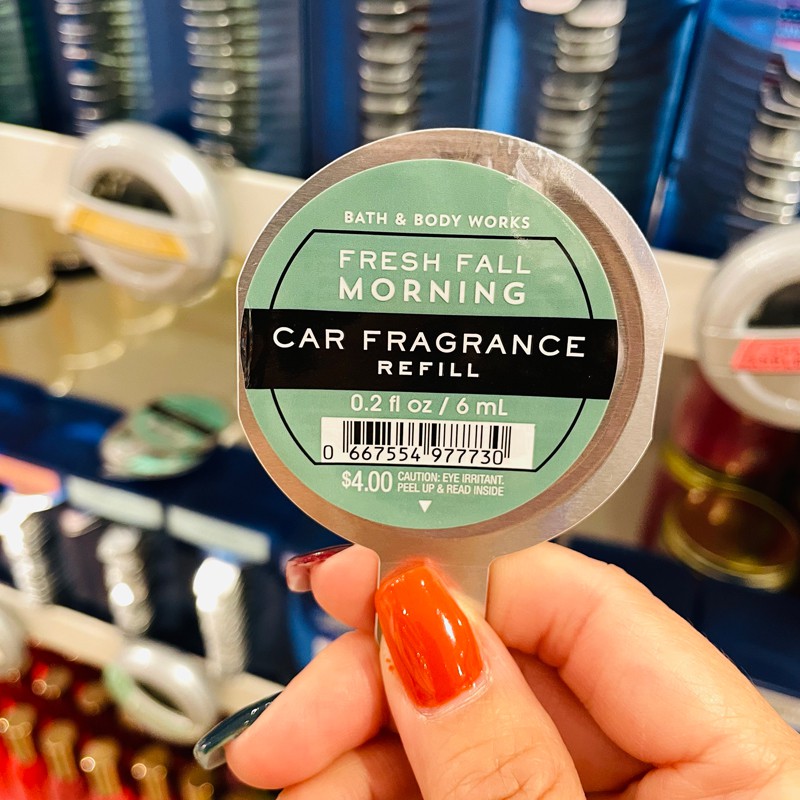 BATH & BODY WORKS
FRESH FALL
MORNING
CAR FRAGRANCE
REFILL
0.2 fl oz / 6 mL
0 667554 977730
$4.00 CAUTION: EYE IRRITANT.
PEEL UP & READ INSIDE